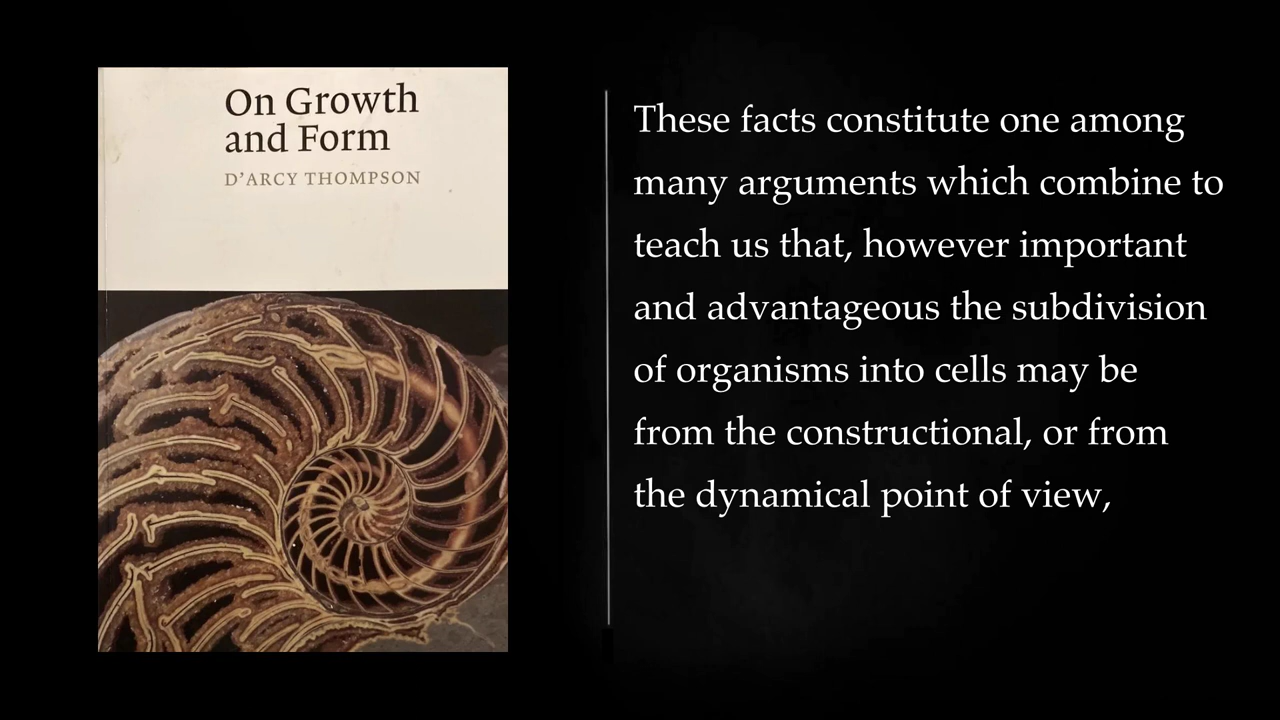 On Growth
and Form
D'ARCY THOMPSON
These facts constitute one among
many arguments which combine to
teach us that, however important
and advantageous the subdivision
of organisms into cells may be
from the constructional, or from
the dynamical point of view,